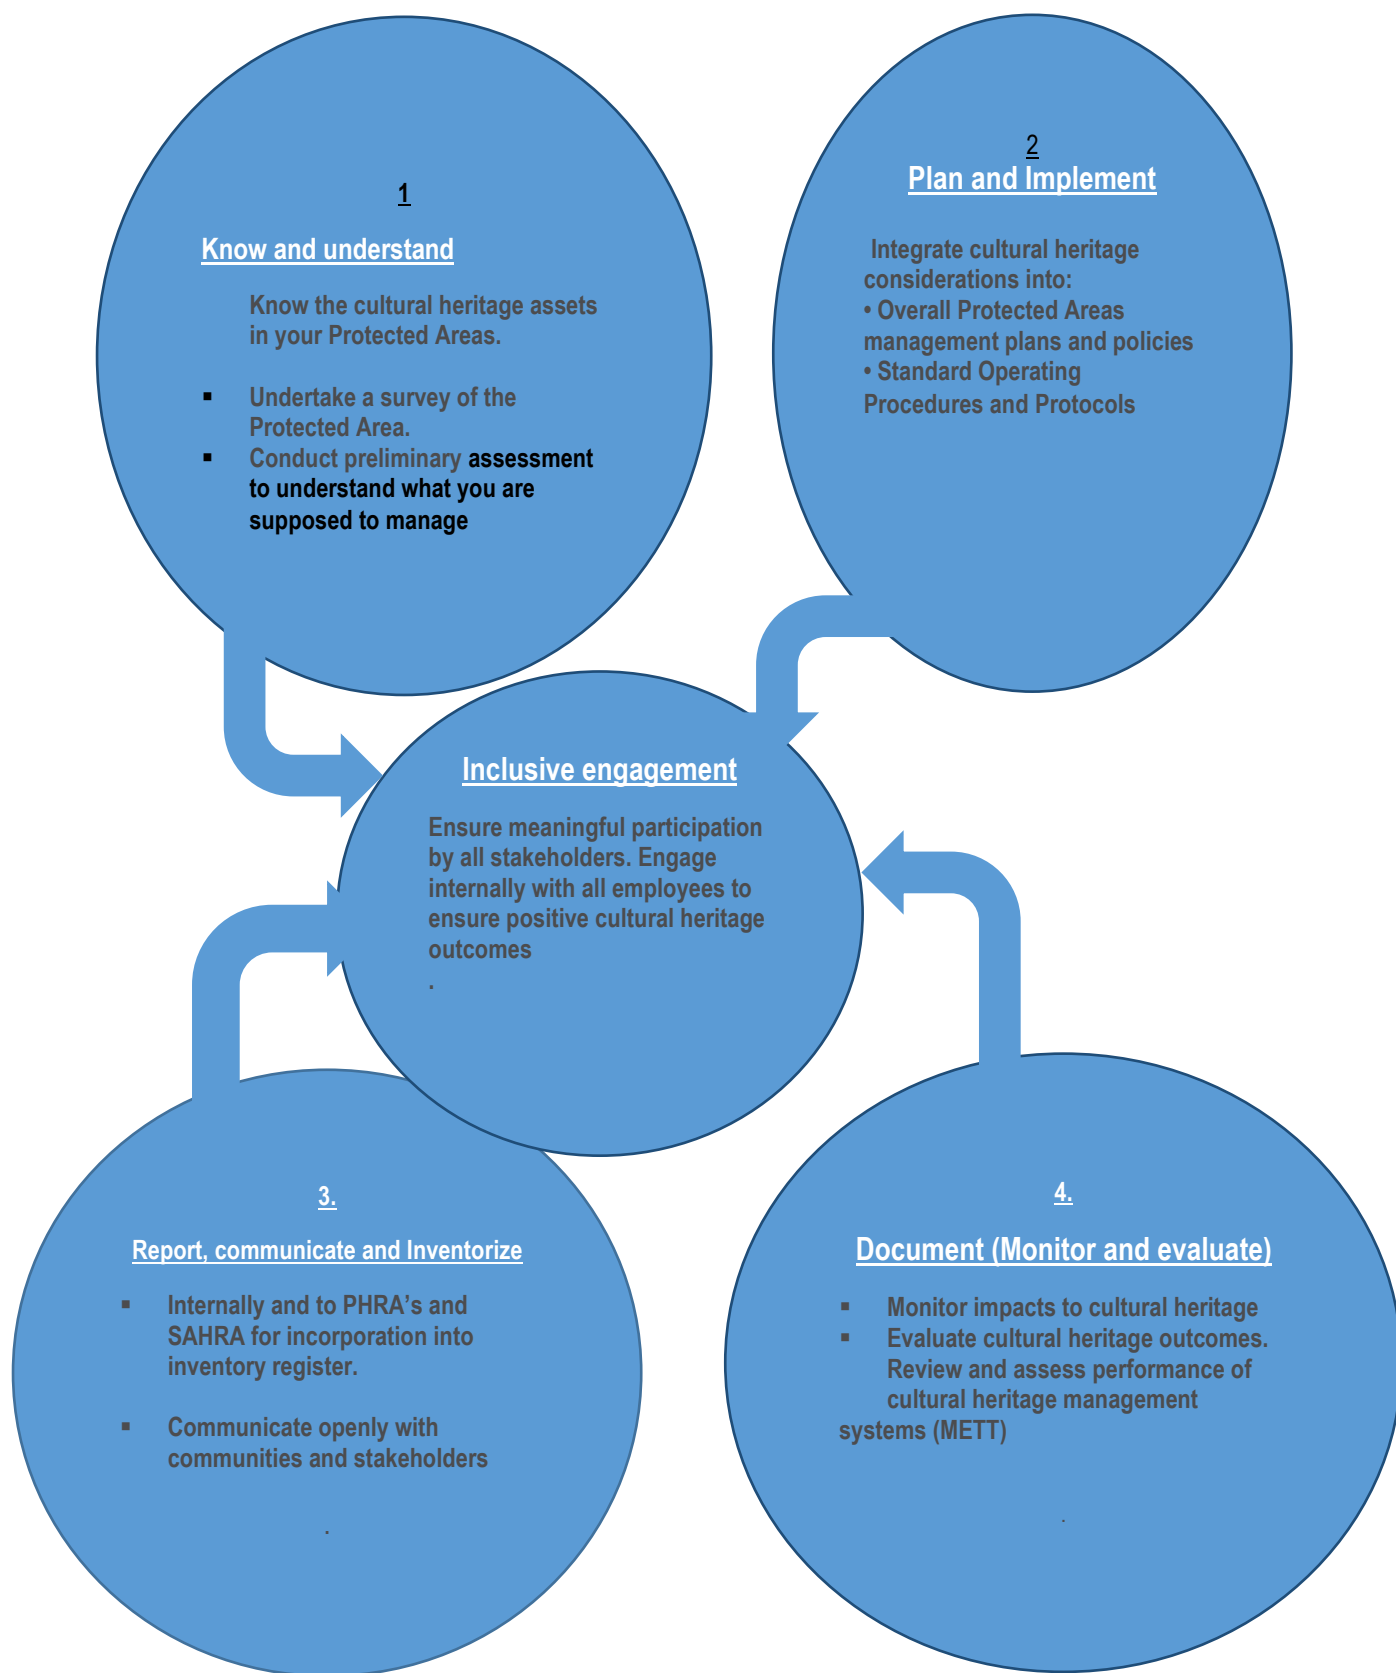 1
Know and understand
Know the cultural heritage assets
in your Protected Areas.
▪ Undertake a survey of the
Protected Area.
▪ Conduct preliminary assessment
to understand what you are
supposed to manage
2
Plan and Implement
Integrate cultural heritage
considerations into:
• Overall Protected Areas
management plans and policies
• Standard Operating
Procedures and Protocols
Inclusive engagement
Ensure meaningful participation
by all stakeholders. Engage
internally with all employees to
ensure positive cultural heritage
outcomes
.
3.
Report, communicate and Inventorize
▪ Internally and to PHRA’s and
SAHRA for incorporation into
inventory register.
▪ Communicate openly with
communities and stakeholders
.
4.
Document (Monitor and evaluate)
▪ Monitor impacts to cultural heritage
▪ Evaluate cultural heritage outcomes.
Review and assess performance of
cultural heritage management
systems (METT)
.